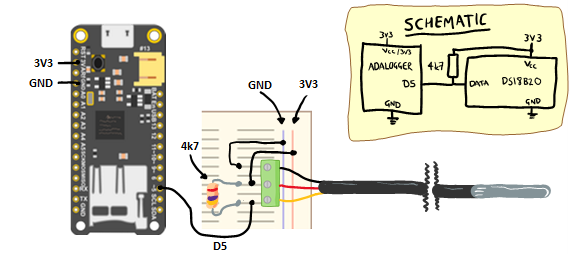 3V3
GND
#13
GND
3V3
4k7
D5
SCHEMATIC
3V3
3V3
Vcc/3V3
ADALOGGER
D5
GND
4k7
Vcc
DATA
DS18B20
GND